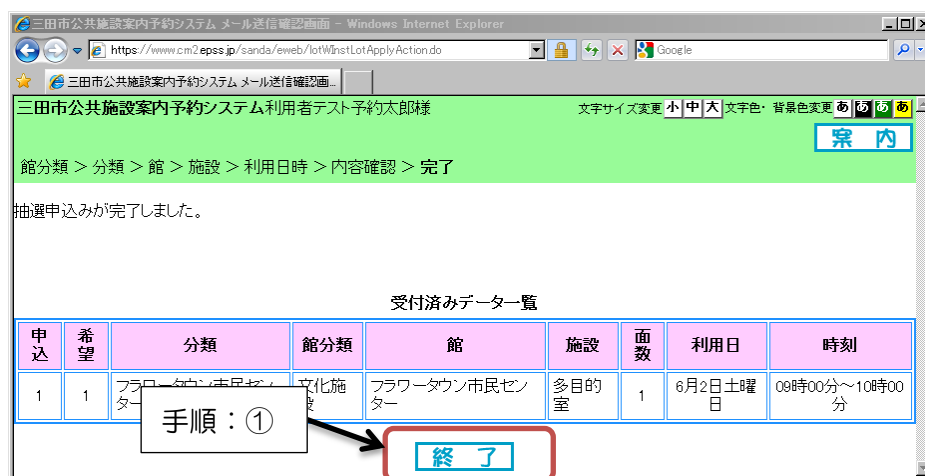 三田市公共施設案内予約システム メール送信確認画面 - Windows Internet Explorer
https://www.cm2.epss.jp/sanda/eweb/lotWInstLotApplyAction.do
Google
三田市公共施設案内予約システム メール送信確認画...
三田市公共施設案内予約システム利用者テスト予約太郎様
文字サイズ変更 小 中 大 文字色・背景色変更 あ あ あ あ
案 内
館分類 > 分類 > 館 > 施設 > 利用日時 > 内容確認 > 完了
抽選申込みが完了しました。
受付済みデータ一覧
申込 希望 分類 館分類 館 施設 面数 利用日 時刻
1 1 フラワータウン市民センター 文化施設 フラワータウン市民センター 多目的室 1 6月2日土曜日 09時00分～10時00分
手順：①
終 了